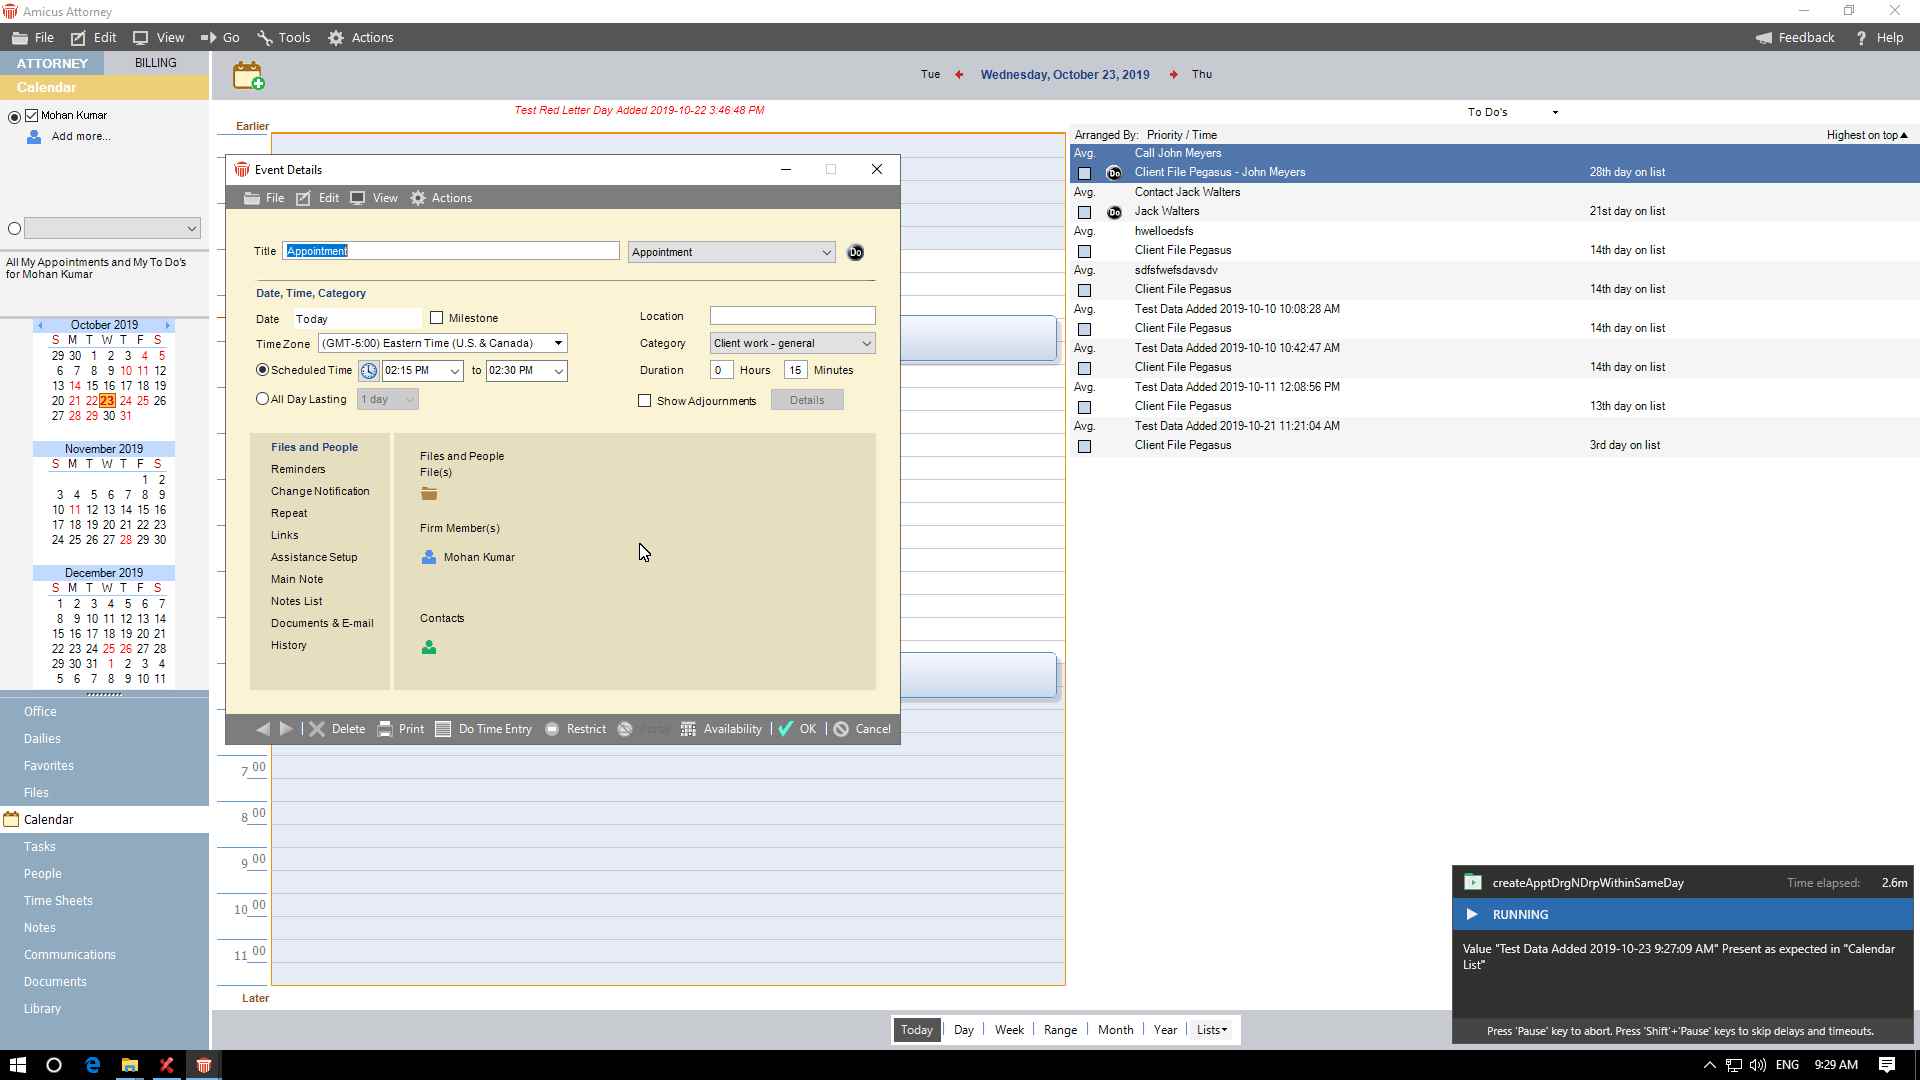 Amicus Attorney
File Edit View Go Tools Actions Feedback ? Help
ATTORNEY BILLING
Calendar
Mohan Kumar
Add more...
All My Appointments and My To Do's
for Mohan Kumar
October 2019
S M T W T F S
29 30 1 2 3 4 5
6 7 8 9 10 11 12
13 14 15 16 17 18 19
20 21 22 23 24 25 26
27 28 29 30 31
November 2019
S M T W T F S
1 2
3 4 5 6 7 8 9
10 11 12 13 14 15 16
17 18 19 20 21 22 23
24 25 26 27 28 29 30
December 2019
S M T W T F S
1 2 3 4 5 6 7
8 9 10 11 12 13 14
15 16 17 18 19 20 21
22 23 24 25 26 27 28
29 30 31 1 2 3 4
5 6 7 8 9 10 11
Office
Dailies
Favorites
Files
Calendar
Tasks
People
Time Sheets
Notes
Communications
Documents
Library
Tue Wednesday, October 23, 2019 Thu
Test Red Letter Day Added 2019-10-22 3:46:48 PM
Earlier
Event Details
File Edit View Actions
Title Appointment Appointment Do
Date, Time, Category
Date Today Milestone Location
Time Zone (GMT-5:00) Eastern Time (U.S. & Canada) Category Client work - general
Scheduled Time 02:15 PM to 02:30 PM Duration 0 Hours 15 Minutes
All Day Lasting 1 day Show Adjournments Details
Files and People
Reminders
Change Notification
Repeat
Links
Assistance Setup
Main Note
Notes List
Documents & E-mail
History
Files and People
File(s)
Firm Member(s)
Mohan Kumar
Contacts
Delete Print Do Time Entry Restrict Availability OK Cancel
7 00
8 00
9 00
10 00
11 00
Later
To Do's
Arranged By: Priority / Time Highest on top
Avg. Call John Meyers
Do Client File Pegasus - John Meyers 28th day on list
Avg. Contact Jack Walters
Do Jack Walters 21st day on list
Avg. hwelloedsfs
Client File Pegasus 14th day on list
Avg. sdfsfwefsdavsdv
Client File Pegasus 14th day on list
Avg. Test Data Added 2019-10-10 10:08:28 AM
Client File Pegasus 14th day on list
Avg. Test Data Added 2019-10-10 10:42:47 AM
Client File Pegasus 14th day on list
Avg. Test Data Added 2019-10-11 12:08:56 PM
Client File Pegasus 13th day on list
Avg. Test Data Added 2019-10-21 11:21:04 AM
Client File Pegasus 3rd day on list
Today Day Week Range Month Year Lists
createApptDrgNDrpWithinSameDay Time elapsed: 2.6m
RUNNING
Value "Test Data Added 2019-10-23 9:27:09 AM" Present as expected in "Calendar
List"
Press 'Pause' key to abort. Press 'Shift'+'Pause' keys to skip delays and timeouts.
ENG 9:29 AM